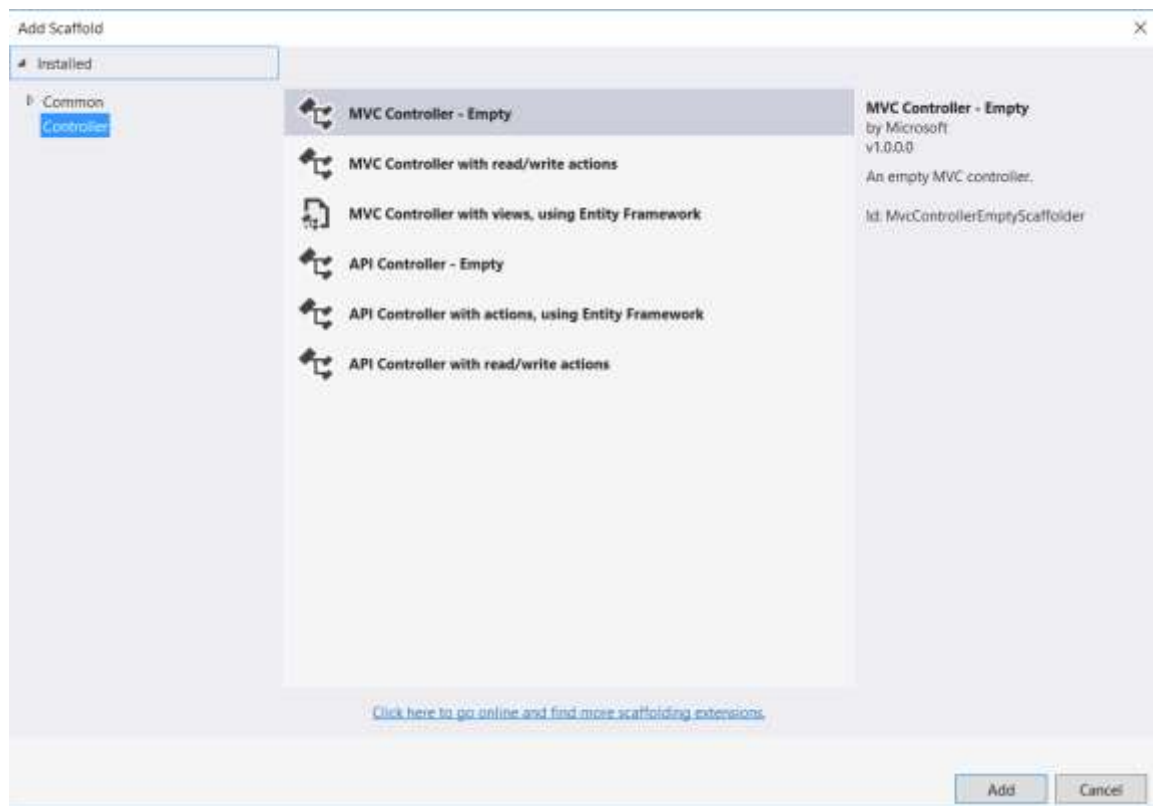 Add Scaffold
Installed
Common
Controller
MVC Controller - Empty
MVC Controller with read/write actions
MVC Controller with views, using Entity Framework
API Controller - Empty
API Controller with actions, using Entity Framework
API Controller with read/write actions
MVC Controller - Empty
by Microsoft
v1.0.0.0
An empty MVC controller.
Id: MvcControllerEmptyScaffolder
Click here to go online and find more scaffolding extensions.
Add Cancel